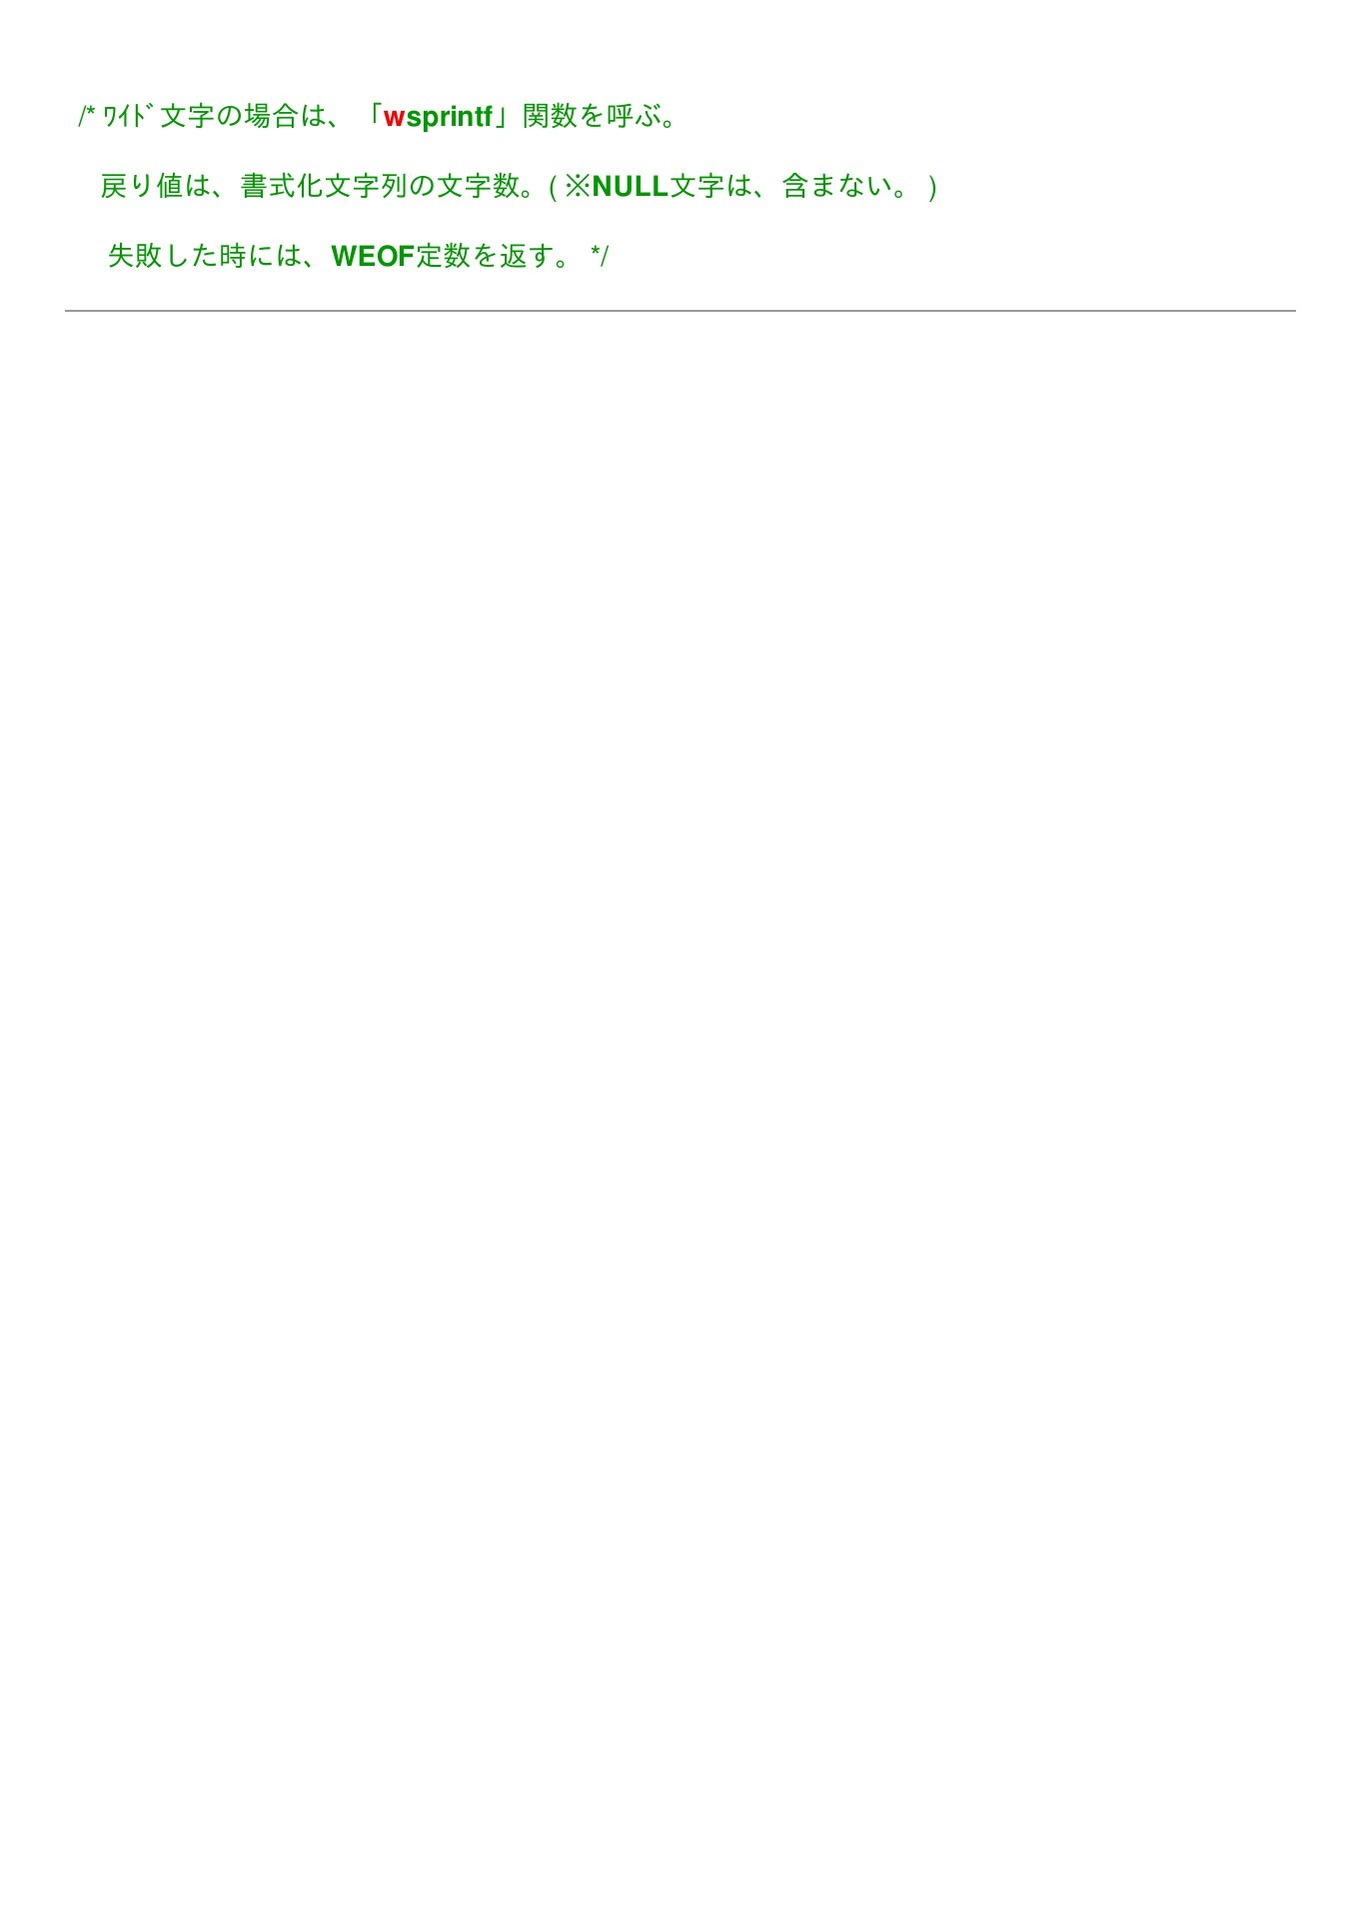 /* ﾜｲﾄﾞ文字の場合は、「wsprintf」関数を呼ぶ。
戻り値は、書式化文字列の文字数。( ※NULL文字は、含まない。 )
失敗した時には、WEOF定数を返す。 */